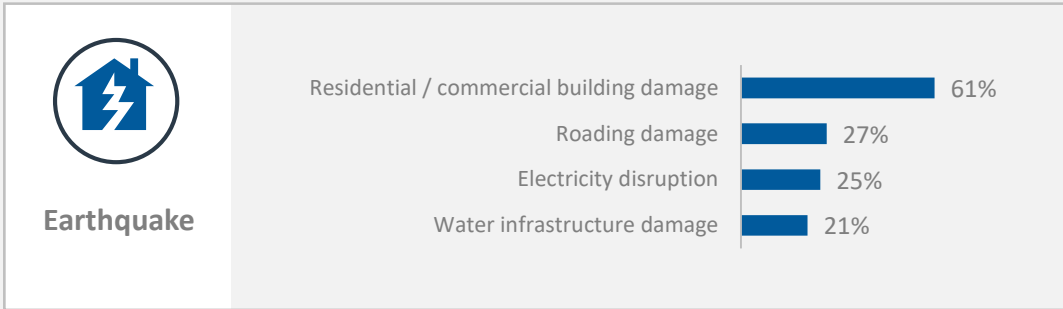 Earthquake
Residential / commercial building damage 61%
Roading damage 27%
Electricity disruption 25%
Water infrastructure damage 21%